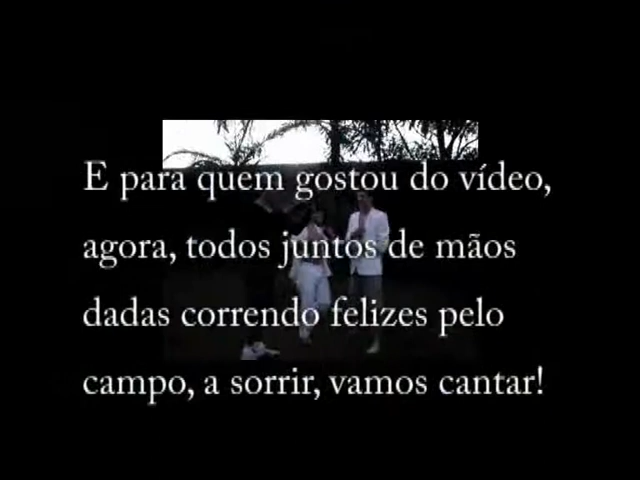 E para quem gostou do vídeo,
agora, todos juntos de mãos
dadas correndo felizes pelo
campo, a sorrir, vamos cantar!